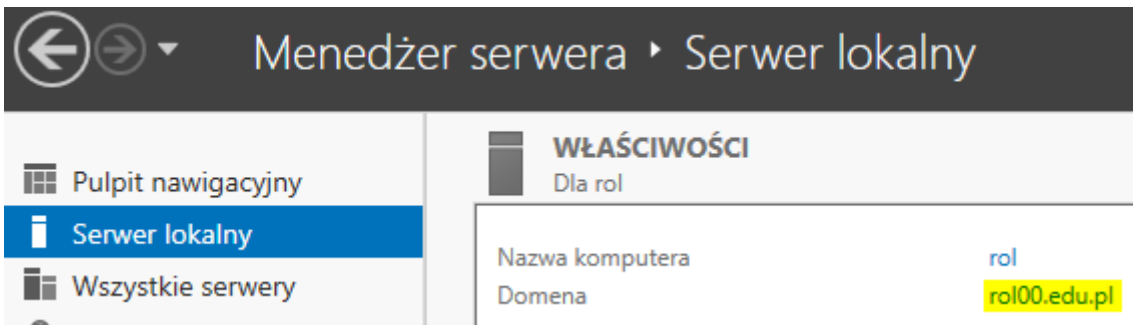 Menedżer serwera ‣ Serwer lokalny
Pulpit nawigacyjny
Serwer lokalny
Wszystkie serwery
WŁAŚCIWOŚCI
Dla rol
Nazwa komputera rol
Domena rol00.edu.pl